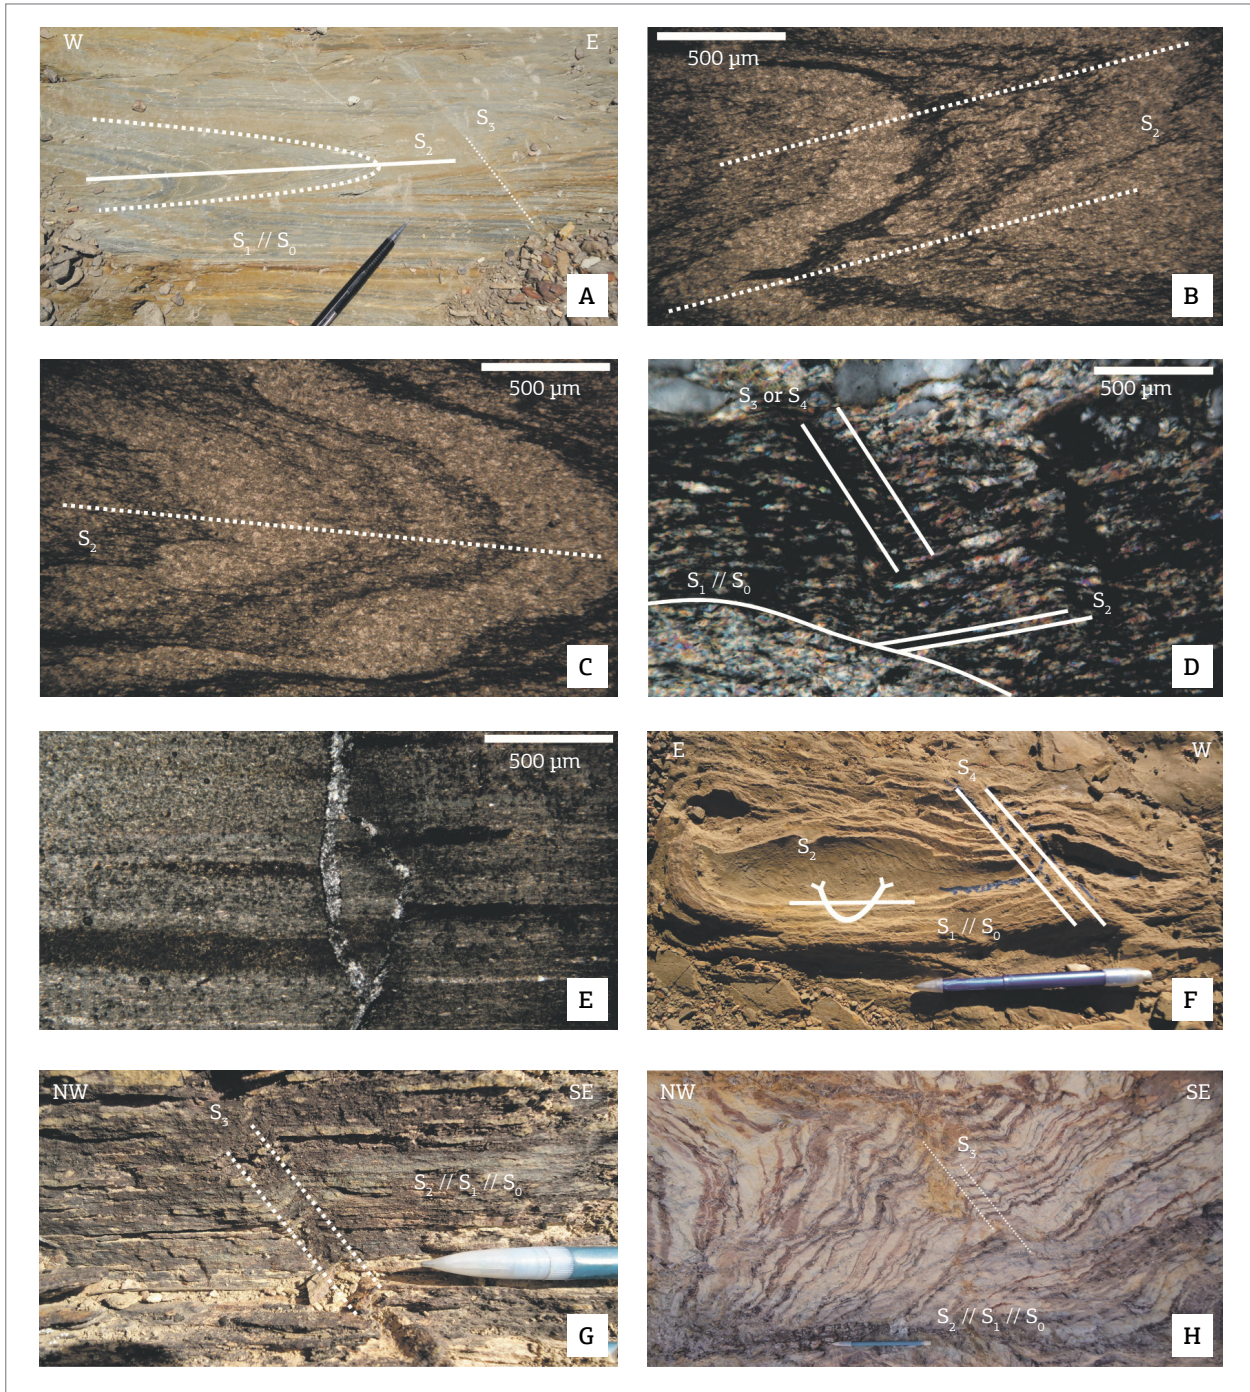 W E
S₂
S₃
S₁ // S₀
A
500 µm
S₂
B
500 µm
S₂
C
500 µm
S₃ or S₄
S₁ // S₀
S₂
D
500 µm
E
E W
S₄
S₂
S₁ // S₀
F
NW SE
S₃
S₂ // S₁ // S₀
G
NW SE
S₃
S₂ // S₁ // S₀
H